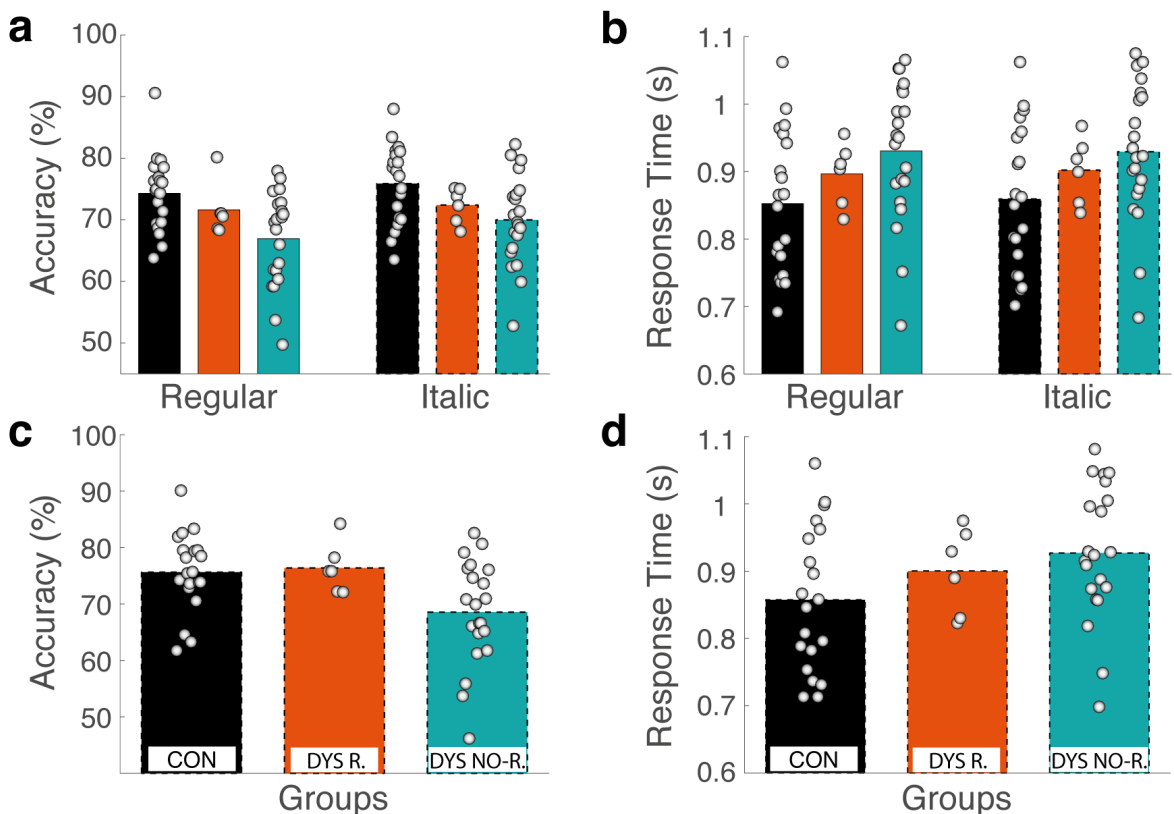 a
Accuracy (%)
100
90
80
70
60
50
Regular
Italic
b
Response Time (s)
1.1
1
0.9
0.8
0.7
0.6
Regular
Italic
c
Accuracy (%)
100
90
80
70
60
50
CON
DYS R.
DYS NO-R.
Groups
d
Response Time (s)
1.1
1
0.9
0.8
0.7
0.6
CON
DYS R.
DYS NO-R.
Groups